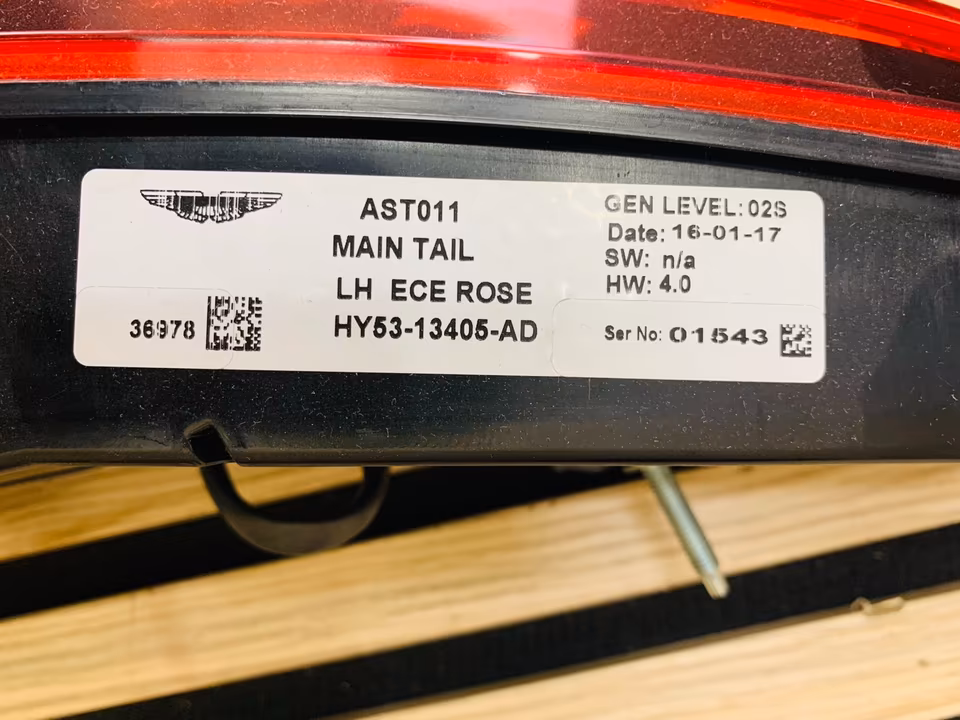 AST011
MAIN TAIL
LH ECE ROSE
HY53-13405-AD
36978
GEN LEVEL: 02S
Date: 16-01-17
SW: n/a
HW: 4.0
Ser No: 01543